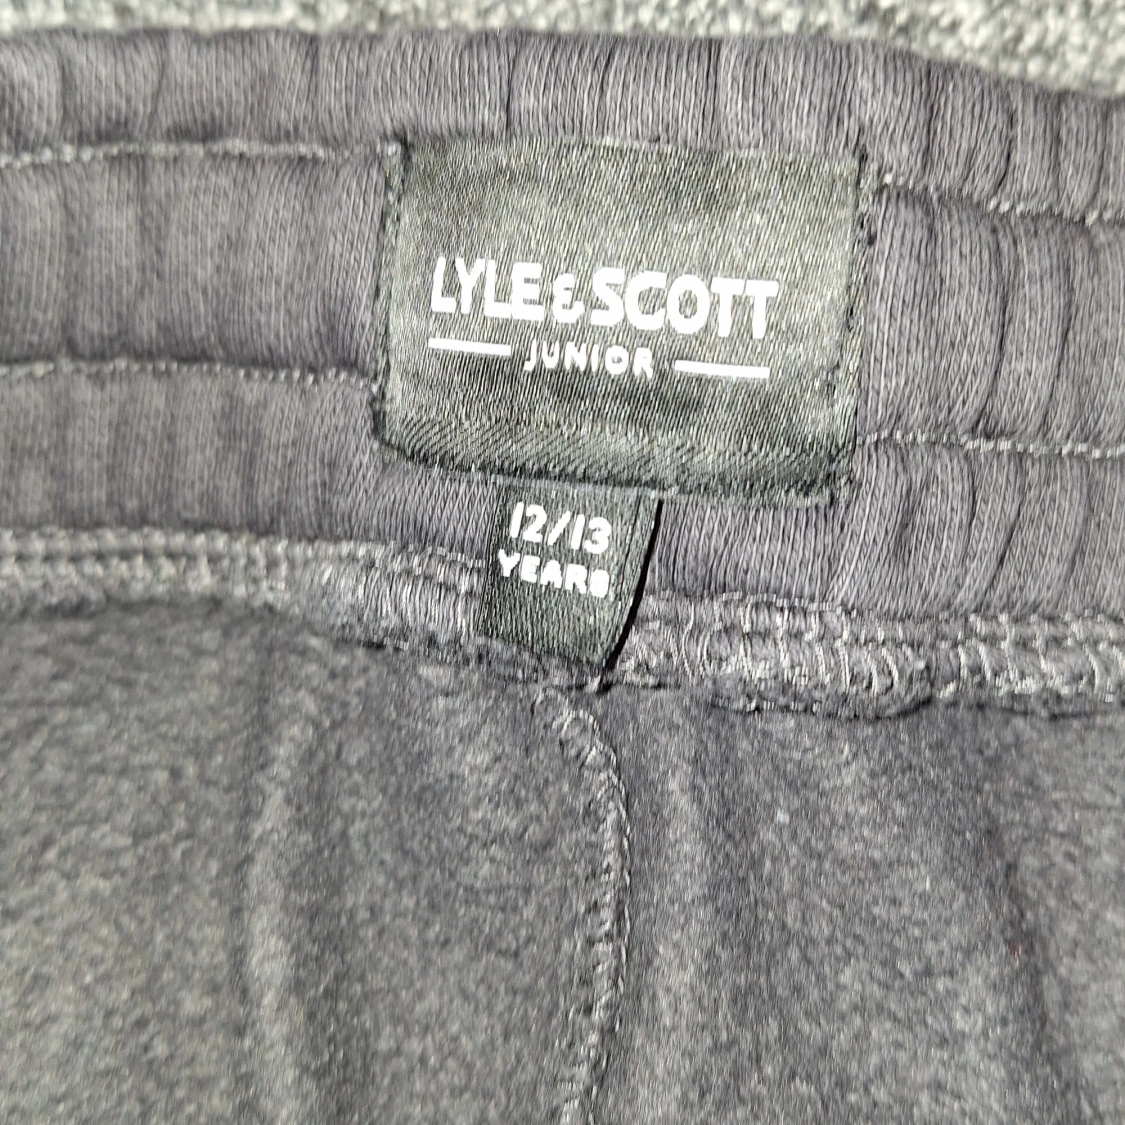 LYLE & SCOTT
JUNIOR
12/13
YEARS